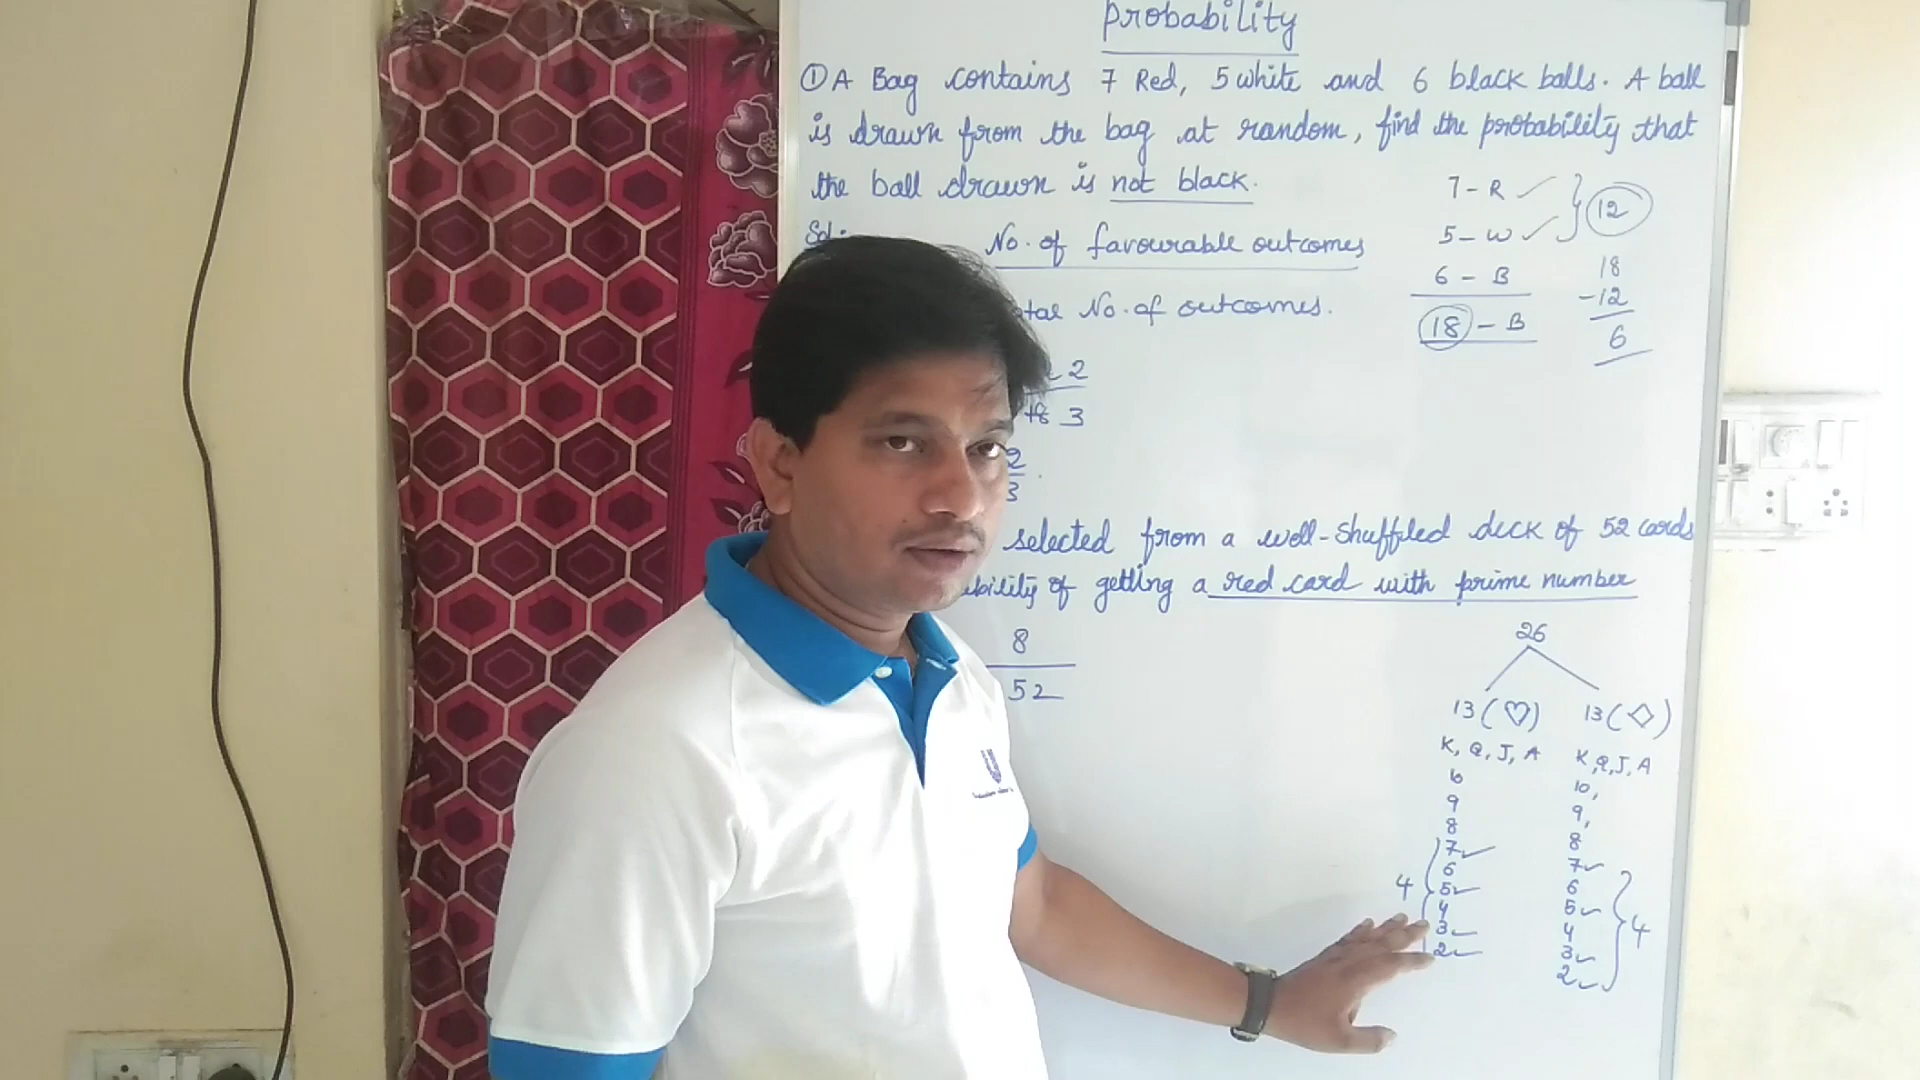 probability
① A Bag contains 7 Red, 5 white and 6 black balls. A ball
is drawn from the bag at random, find the probability that
the ball drawn is not black.
7 - R ✓ } 12
Sol:
No. of favourable outcomes
5 - W ✓
6 - B
18
No. of outcomes.
-12
18 - B
6
2
18 3
2
3
selected from a well-shuffled deck of 52 cards
of getting a red card with prime number
8
52
26
13 (♡) 13 (◇)
K, Q, J, A K, Q, J, A
10 10,
9 9,
8 8
7 ✓ 7 ✓
6 6
4 5 ✓ 5 ✓ 4
4 4
3 ✓ 3 ✓
2 ✓ 2 ✓
U